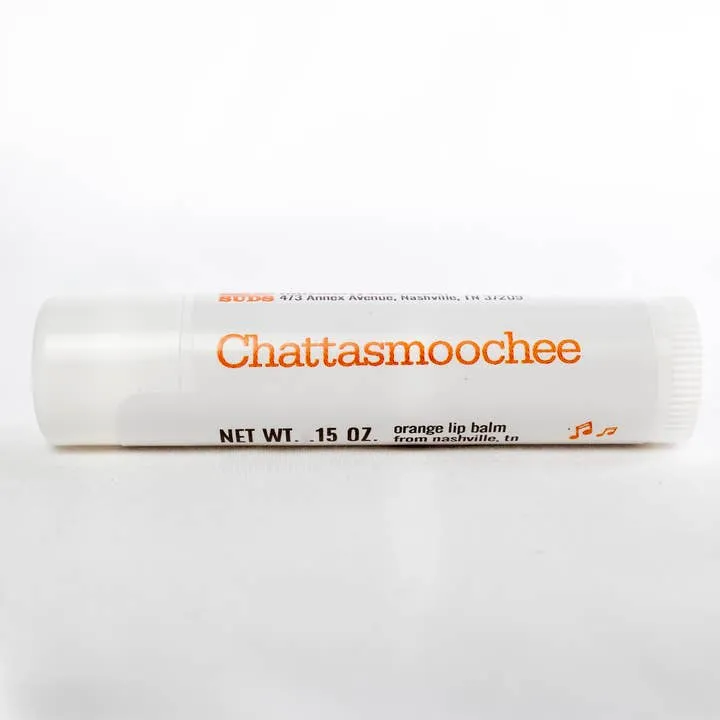 SUDS 473 Annex Avenue, Nashville, TN 37209
Chattasmoochee
NET WT. .15 OZ.
orange lip balm
from nashville, tn